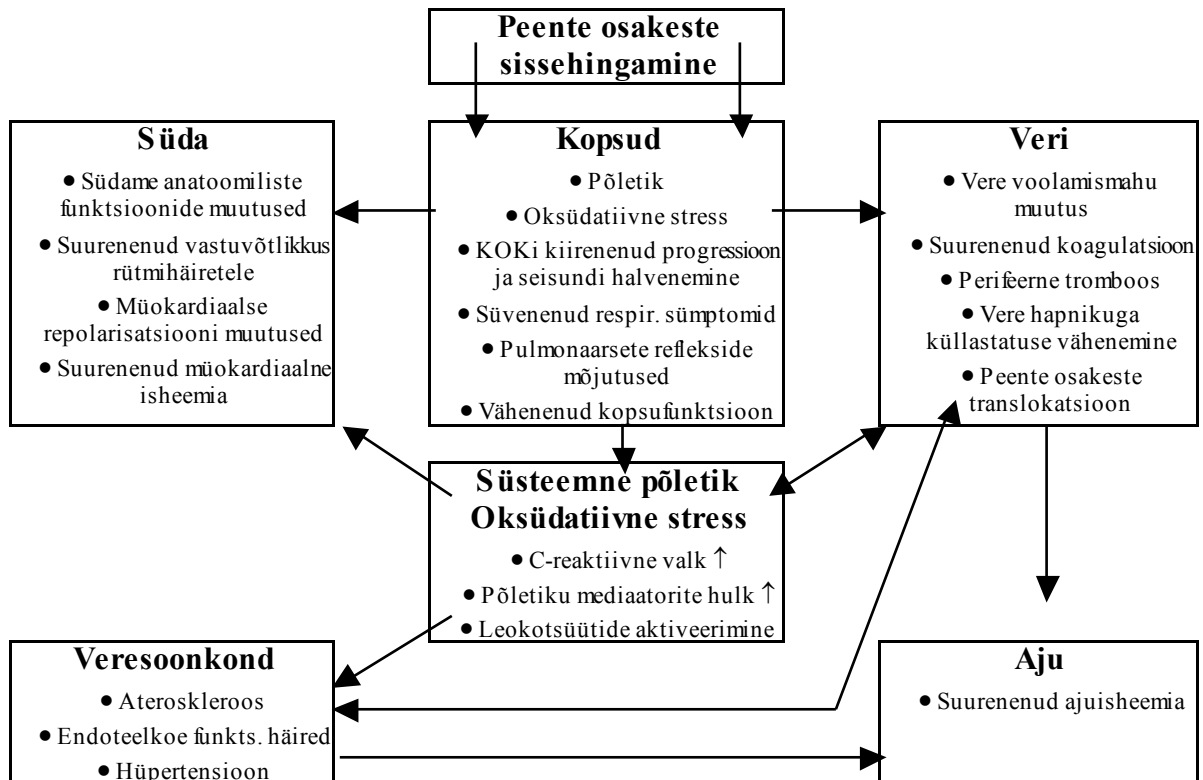 Peente osakeste
sissehingamine
Süda
● Südame anatoomiliste
funktsioonide muutused
● Suurenenud vastuvõtlikkus
rütmihäiretele
● Müokardiaalse
repolarisatsiooni muutused
● Suurenenud müokardiaalne
isheemia
Kopsud
● Põletik
● Oksüdatiivne stress
● KOKi kiirenenud progressioon
ja seisundi halvenemine
● Süvenenud respir. sümptomid
● Pulmonaarsete reflekside
mõjutused
● Vähenenud kopsufunktsioon
Veri
● Vere voolamismahu
muutus
● Suurenenud koagulatsioon
● Perifeerne tromboos
● Vere hapnikuga
küllastatuse vähenemine
● Peente osakeste
translokatsioon
Süsteemne põletik
Oksüdatiivne stress
● C-reaktiivne valk ↑
● Põletiku mediaatorite hulk ↑
● Leokotsüütide aktiveerimine
Veresoonkond
● Ateroskleroos
● Endoteelkoe funkts. häired
● Hüpertensioon
Aju
● Suurenenud ajuisheemia